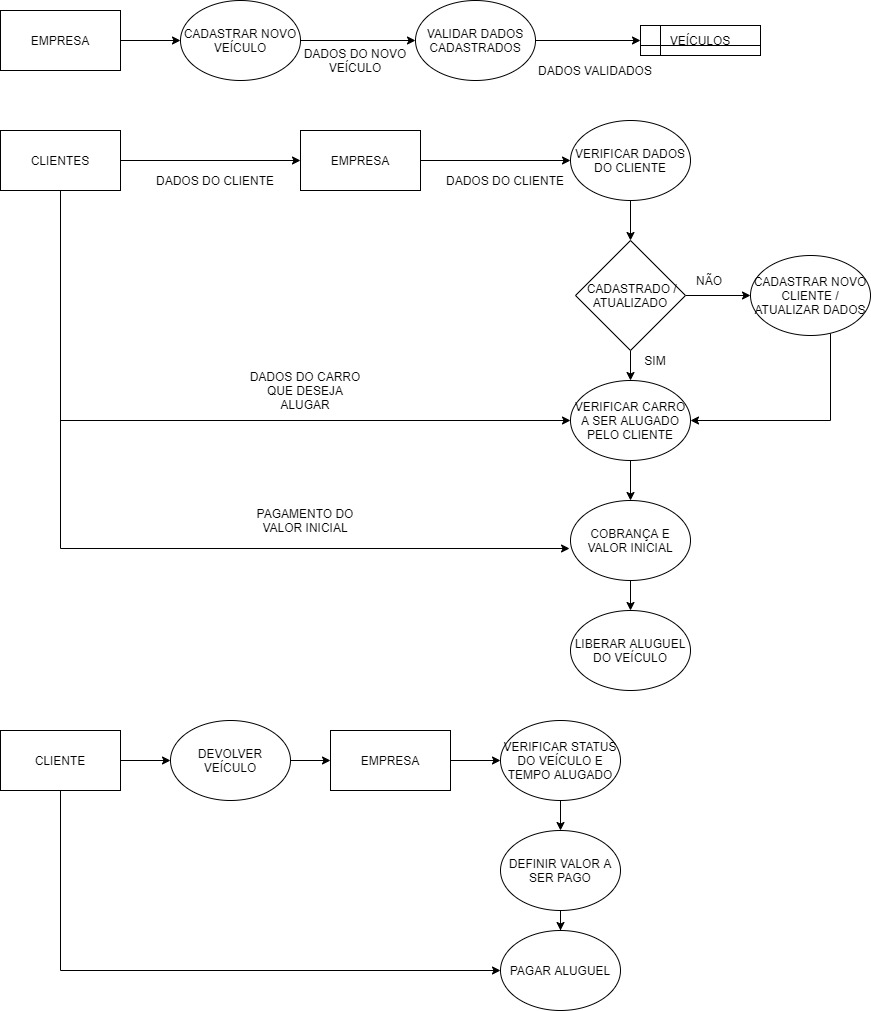 EMPRESA
CADASTRAR NOVO
VEÍCULO
DADOS DO NOVO
VEÍCULO
VALIDAR DADOS
CADASTRADOS
DADOS VALIDADOS
VEÍCULOS
CLIENTES
DADOS DO CLIENTE
EMPRESA
DADOS DO CLIENTE
VERIFICAR DADOS
DO CLIENTE
CADASTRADO /
ATUALIZADO
NÃO
CADASTRAR NOVO
CLIENTE /
ATUALIZAR DADOS
SIM
DADOS DO CARRO
QUE DESEJA
ALUGAR
VERIFICAR CARRO
A SER ALUGADO
PELO CLIENTE
PAGAMENTO DO
VALOR INICIAL
COBRANÇA E
VALOR INICIAL
LIBERAR ALUGUEL
DO VEÍCULO
CLIENTE
DEVOLVER
VEÍCULO
EMPRESA
VERIFICAR STATUS
DO VEÍCULO E
TEMPO ALUGADO
DEFINIR VALOR A
SER PAGO
PAGAR ALUGUEL